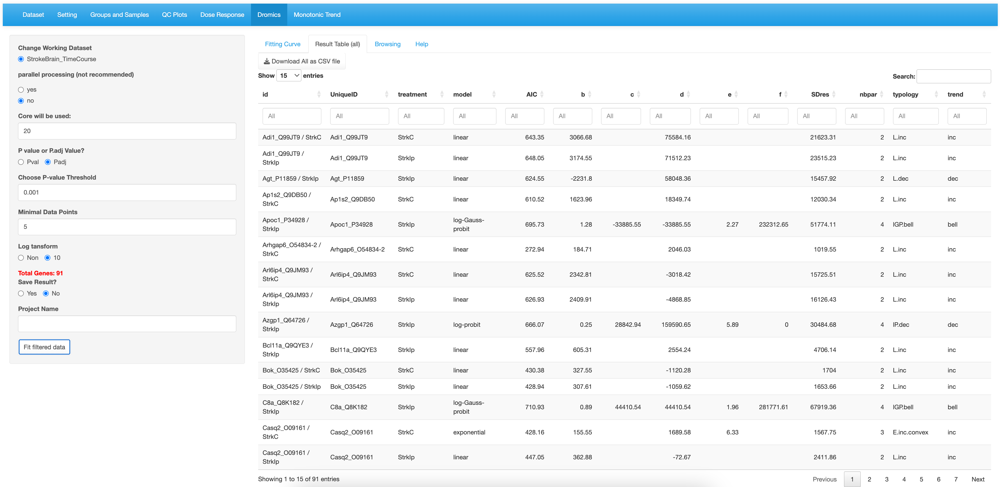 Dataset Setting Groups and Samples QC Plots Dose Response Dromics Monotonic Trend
Change Working Dataset
StrokeBrain_TimeCourse
parallel processing (not recommended)
yes
no
Core will be used:
20
P value or P.adj Value?
Pval Padj
Choose P-value Threshold
0.001
Minimal Data Points
5
Log tansform
Non 10
Total Genes: 91
Save Result?
Yes No
Project Name
Fit filtered data
Fitting Curve Result Table (all) Browsing Help
Download All as CSV file
Show 15 entries
Search:
id UniqueID treatment model AIC b c d e f SDres nbpar typology trend
All All All All All All All All All All All All All All
Adi1_Q99JT9 / StrkC Adi1_Q99JT9 StrkC linear 643.35 3066.68 75584.16 21623.31 2 L.inc inc
Adi1_Q99JT9 /
StrkIp Adi1_Q99JT9 StrkIp linear 648.05 3174.55 71512.23 23515.23 2 L.inc inc
Agt_P11859 / StrkIp Agt_P11859 StrkIp linear 624.55 -2231.8 58048.36 15457.92 2 L.dec dec
Ap1s2_Q9DB50 /
StrkC Ap1s2_Q9DB50 StrkC linear 610.52 1623.96 18349.74 12030.34 2 L.inc inc
Apoc1_P34928 /
StrkIp Apoc1_P34928 StrkIp log-Gauss-
probit 695.73 1.28 -33885.55 -33885.55 2.27 232312.65 51774.11 4 lGP.bell bell
Arhgap6_O54834-2 /
StrkC Arhgap6_O54834-2 StrkC linear 272.94 184.71 2046.03 1019.55 2 L.inc inc
Arl6ip4_Q9JM93 /
StrkC Arl6ip4_Q9JM93 StrkC linear 625.52 2342.81 -3018.42 15725.51 2 L.inc inc
Arl6ip4_Q9JM93 /
StrkIp Arl6ip4_Q9JM93 StrkIp linear 626.93 2409.91 -4868.85 16126.43 2 L.inc inc
Azgp1_Q64726 /
StrkIp Azgp1_Q64726 StrkIp log-probit 666.07 0.25 28842.94 159590.65 5.89 0 30484.68 4 lP.dec dec
Bcl11a_Q9QYE3 /
StrkIp Bcl11a_Q9QYE3 StrkIp linear 557.96 605.31 2554.24 4706.14 2 L.inc inc
Bok_O35425 / StrkC Bok_O35425 StrkC linear 430.38 327.55 -1120.28 1704 2 L.inc inc
Bok_O35425 / StrkIp Bok_O35425 StrkIp linear 428.94 307.61 -1059.62 1653.66 2 L.inc inc
C8a_Q8K182 /
StrkIp C8a_Q8K182 StrkIp log-Gauss-
probit 710.93 0.89 44410.54 44410.54 1.96 281771.61 67919.36 4 lGP.bell bell
Casq2_O09161 /
StrkC Casq2_O09161 StrkC exponential 428.16 155.55 1689.58 6.33 1567.75 3 E.inc.convex inc
Casq2_O09161 /
StrkIp Casq2_O09161 StrkIp linear 447.05 362.88 -72.67 2411.86 2 L.inc inc
Showing 1 to 15 of 91 entries
Previous 1 2 3 4 5 6 7 Next